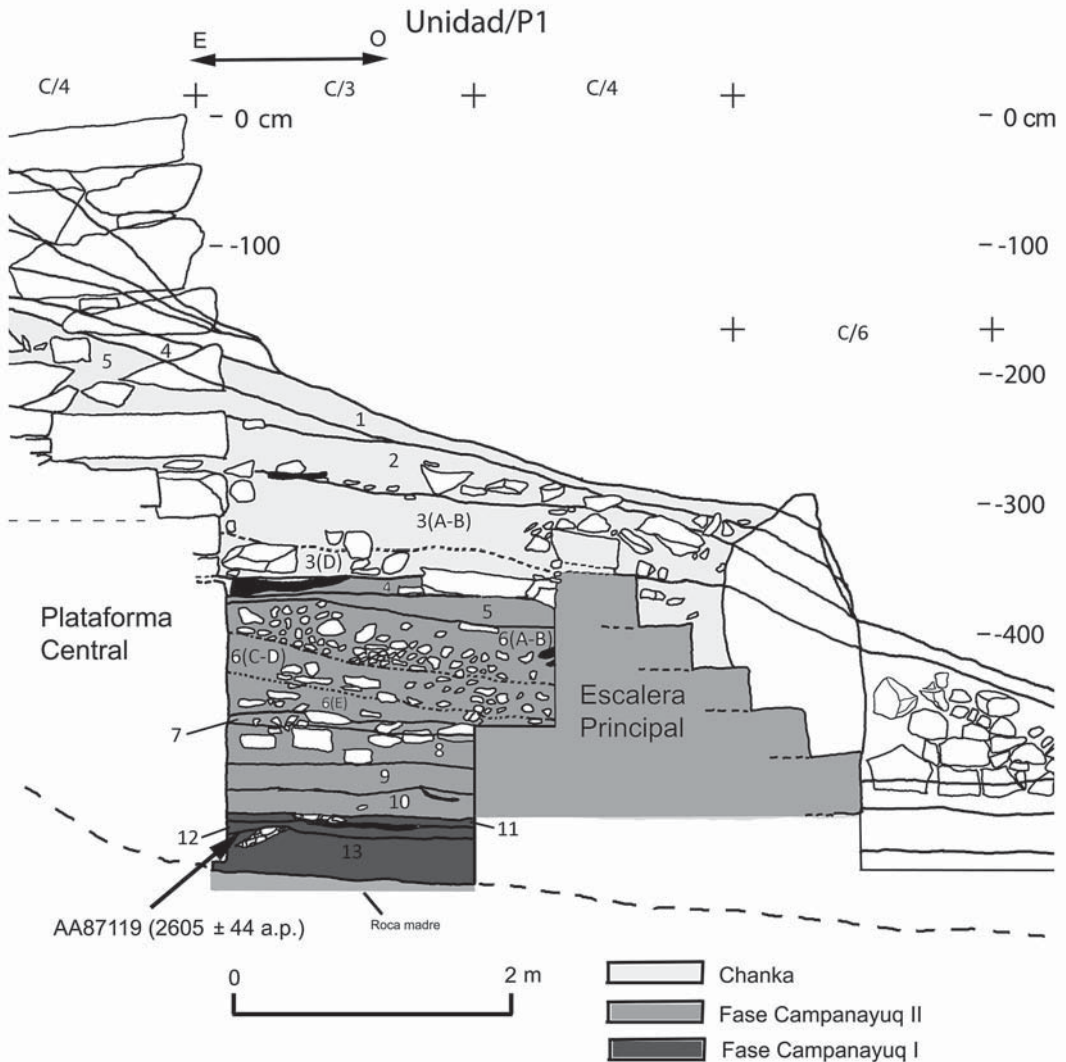 Unidad/P1
E O
C/4 C/3 C/4
0 cm 0 cm
-100 -100
C/6
4
5
-200
1
2
-300
3(A-B)
3(D)
4
5
Plataforma
Central
6(A-B)
-400
6(C-D)
Escalera
Principal
6(E)
7
8
9
10
11
12
13
AA87119 (2605 ± 44 a.p.)
Roca madre
0 2 m
Chanka
Fase Campanayuq II
Fase Campanayuq I